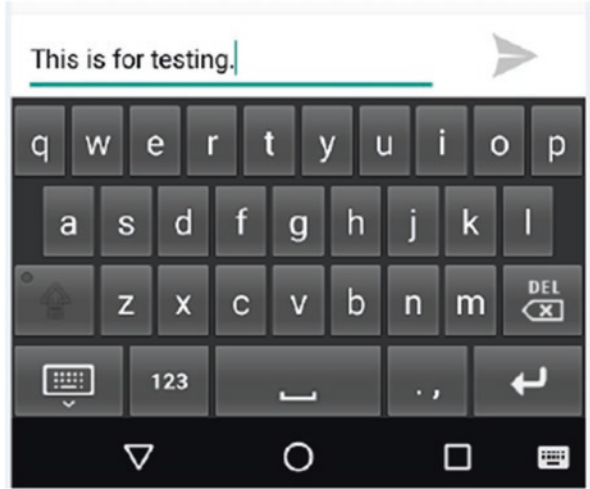 This is for testing.
q w e r t y u i o p
a s d f g h j k l
z x c v b n m DEL
123 . ,